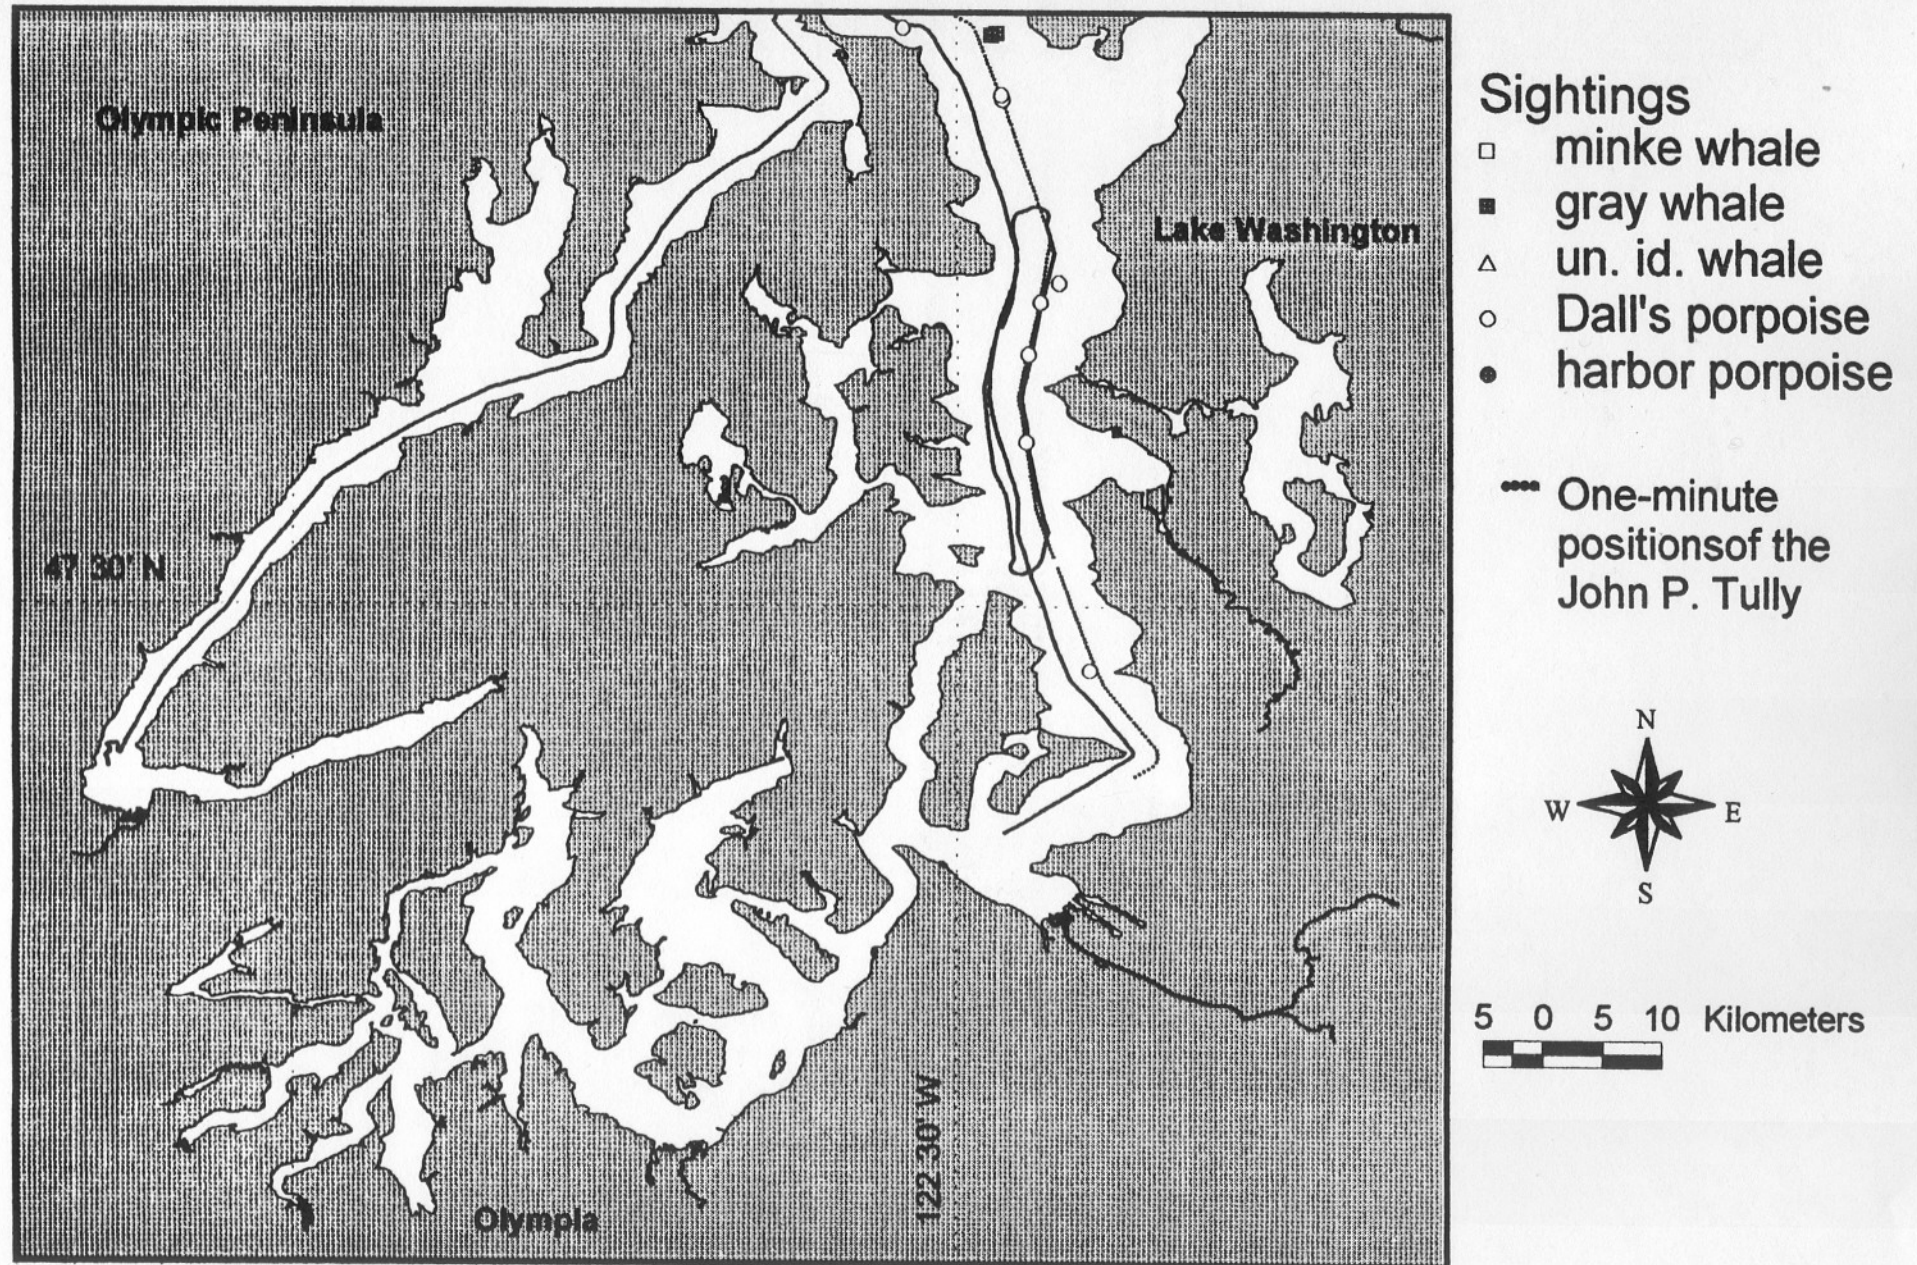 Olympic Peninsula
Lake Washington
47 30' N
122 30' W
Olympia
Sightings
minke whale
gray whale
un. id. whale
Dall's porpoise
harbor porpoise
One-minute
positionsof the
John P. Tully
N
W E
S
5 0 5 10 Kilometers